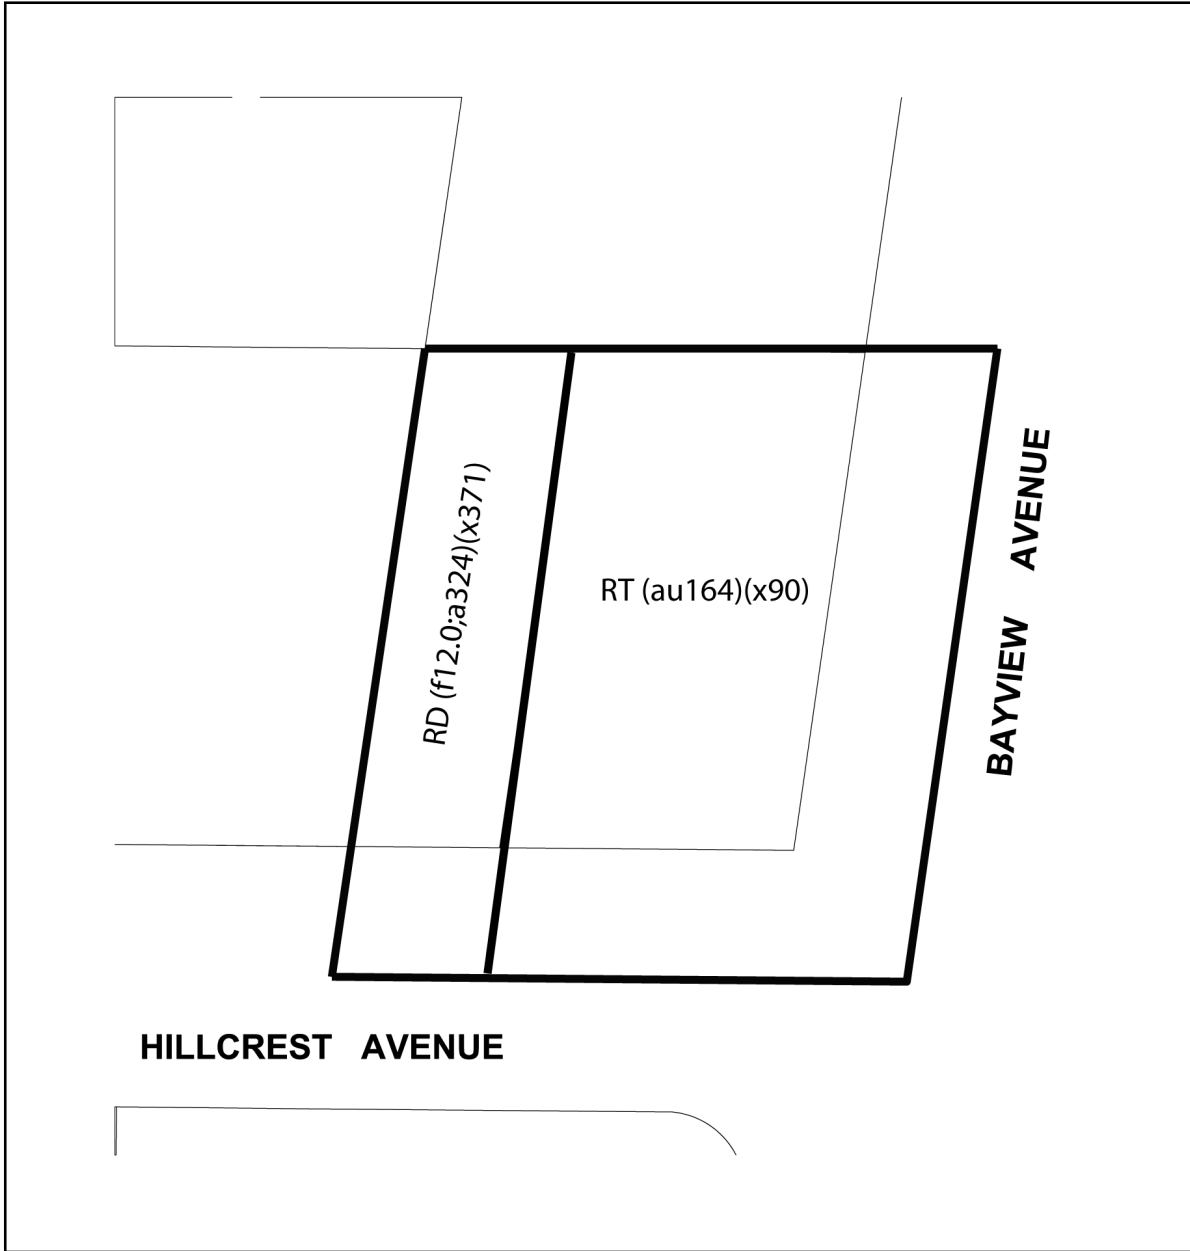 RD (f12.0;a324)(x371)
RT (au164)(x90)
BAYVIEW AVENUE
HILLCREST AVENUE